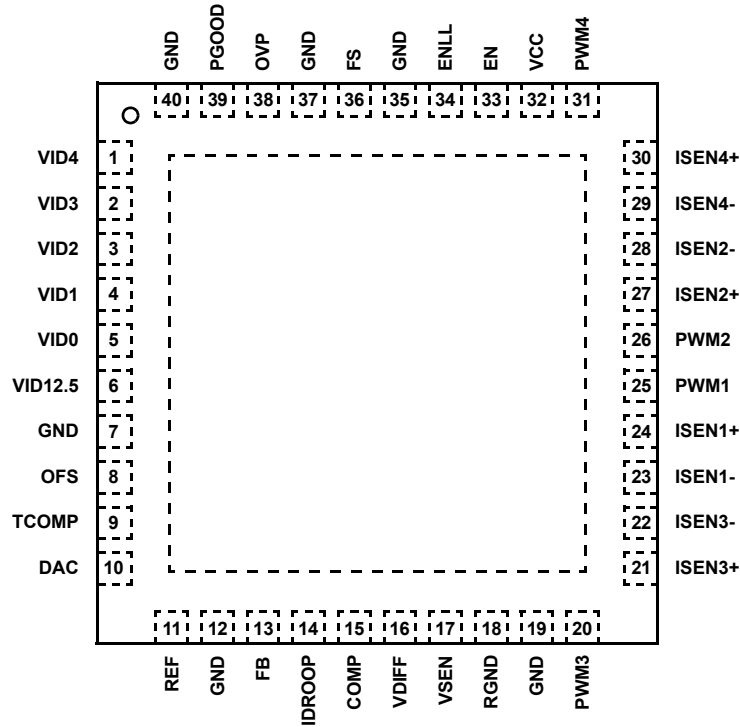 GND PGOOD OVP GND FS GND ENLL EN VCC PWM4
40 39 38 37 36 35 34 33 32 31
VID4 1 30 ISEN4+
VID3 2 29 ISEN4-
VID2 3 28 ISEN2-
VID1 4 27 ISEN2+
VID0 5 26 PWM2
VID12.5 6 25 PWM1
GND 7 24 ISEN1+
OFS 8 23 ISEN1-
TCOMP 9 22 ISEN3-
DAC 10 21 ISEN3+
11 12 13 14 15 16 17 18 19 20
REF GND FB IDROOP COMP VDIFF VSEN RGND GND PWM3